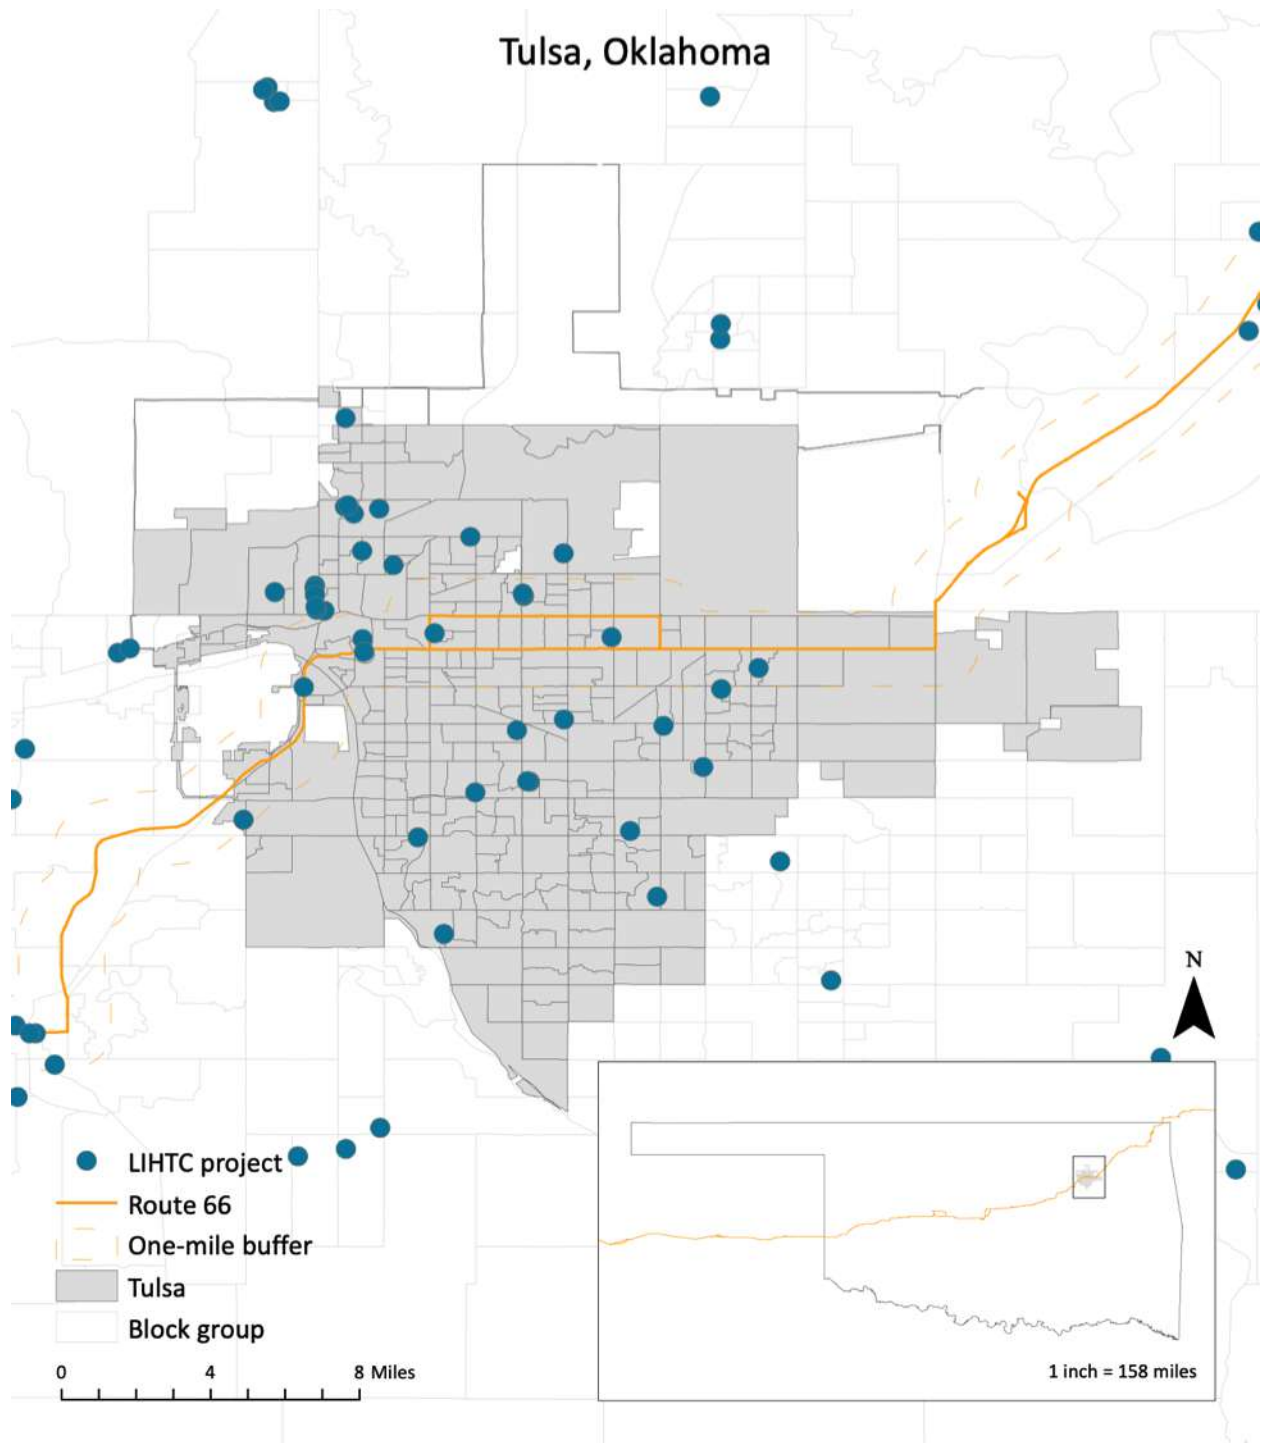 Tulsa, Oklahoma
N
LIHTC project
Route 66
One-mile buffer
Tulsa
Block group
0 4 8 Miles
1 inch = 158 miles